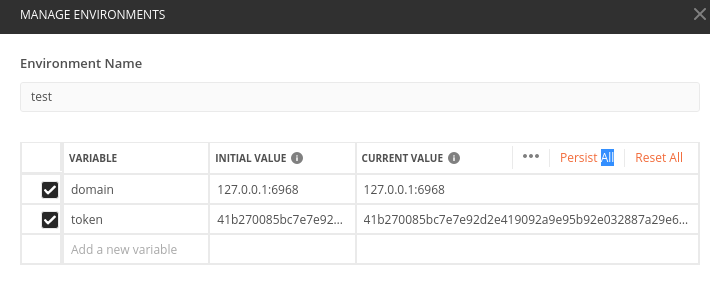 MANAGE ENVIRONMENTS
Environment Name
test
VARIABLE INITIAL VALUE CURRENT VALUE ••• Persist All Reset All
domain 127.0.0.1:6968 127.0.0.1:6968
token 41b270085bc7e7e92... 41b270085bc7e7e92d2e419092a9e95b92e032887a29e6...
Add a new variable